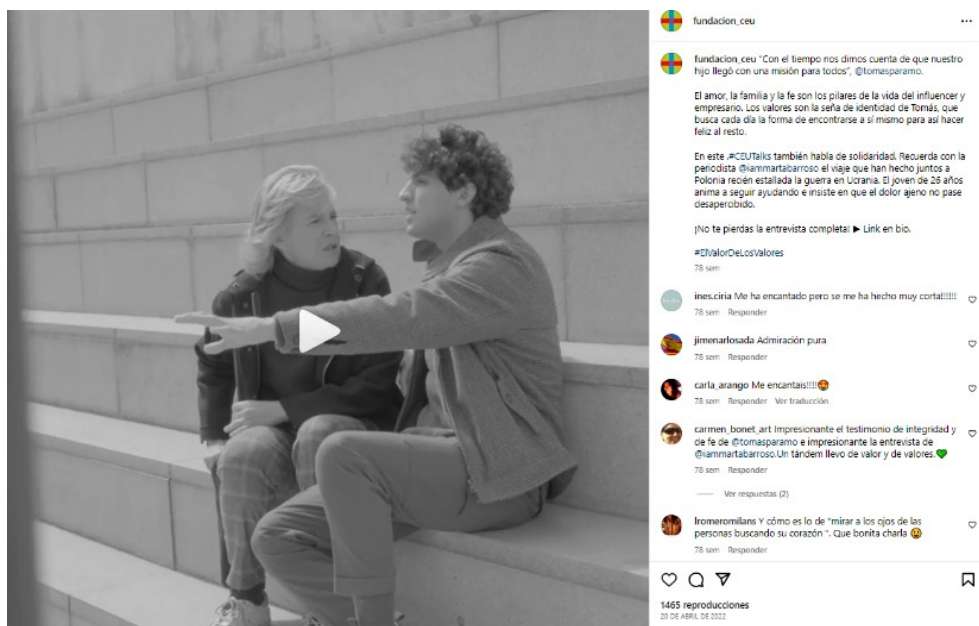 fundacion_ceu
fundacion_ceu "Con el tiempo nos dimos cuenta de que nuestro
hijo llegó con una misión para todos", @tomasparamo.
El amor, la familia y la fe son los pilares de la vida del influencer y
empresario. Los valores son la seña de identidad de Tomás, que
busca cada día la forma de encontrarse a sí mismo para así hacer
feliz al resto.
En este .#CEUTalks también habla de solidaridad. Recuerda con la
periodista @iammartabarroso el viaje que han hecho juntos a
Polonia recién estallada la guerra en Ucrania. El joven de 26 años
anima a seguir ayudando e insiste en que el dolor ajeno no pase
desapercibido.
¡No te pierdas la entrevista completa! ▶ Link en bio.
#ElValorDeLosValores
78 sem
ines.ciria Me ha encantado pero se me ha hecho muy corta!!!!!!
78 sem Responder
jimenarlosada Admiración pura
78 sem Responder
carla_arango Me encantais!!!!🤩
78 sem Responder Ver traducción
carmen_bonet_art Impresionante el testimonio de integridad y
de fe de @tomasparamo e impresionante la entrevista de
@iammartabarroso.Un tándem llevo de valor y de valores.💚
78 sem Responder
Ver respuestas (2)
lromeromilans Y cómo es lo de "mirar a los ojos de las
personas buscando su corazón ". Que bonita charla
78 sem Responder
1465 reproducciones
20 DE ABRIL DE 2022